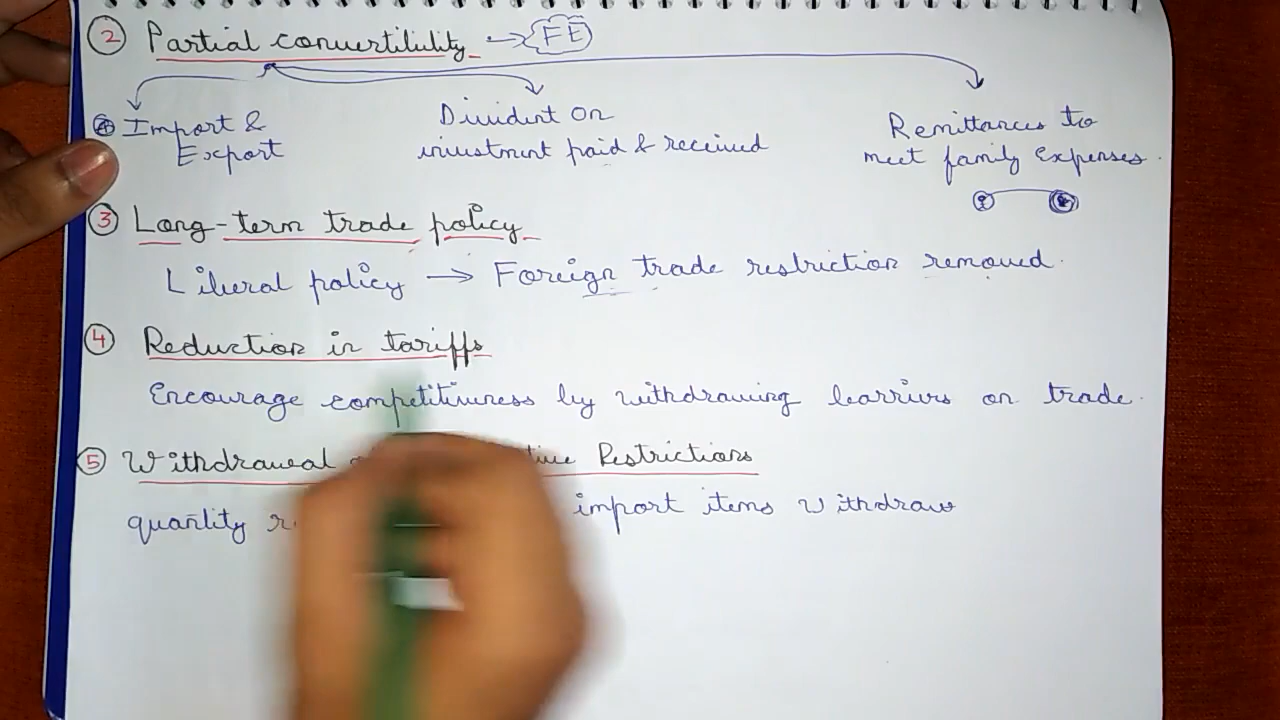 ② Partial convertibility → FE
Import & Export
Divident on investment paid & received
Remittances to meet family expenses.
③ Long-term trade policy
Liberal policy → Foreign trade restriction removed.
④ Reduction in tariffs
Encourage competitiveness by withdrawing barriers on trade.
⑤ Withdrawal Restrictions
quantity import items withdraw